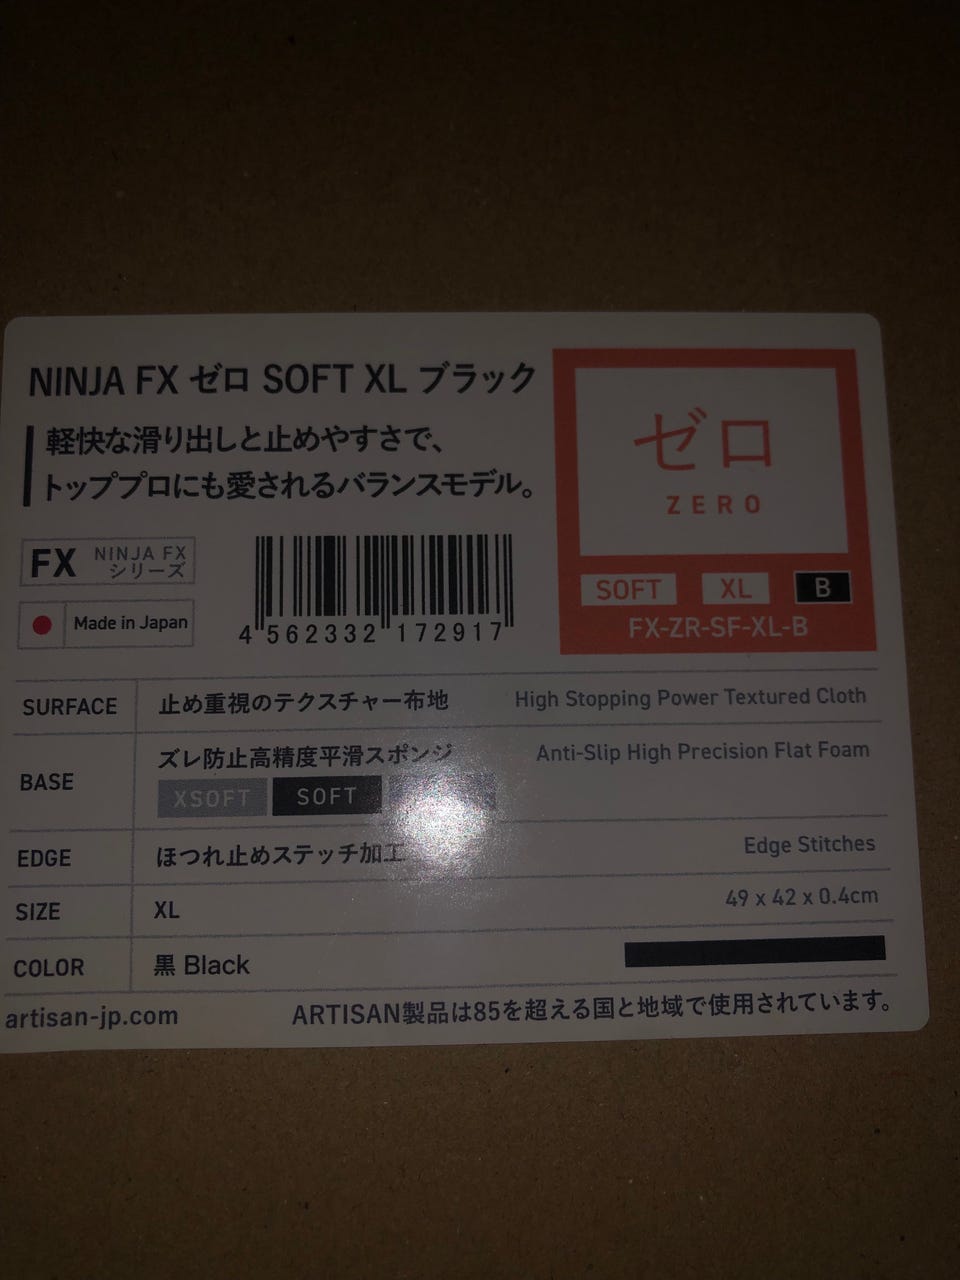 NINJA FX ゼロ SOFT XL ブラック
軽快な滑り出しと止めやすさで、
トッププロにも愛されるバランスモデル。
FX NINJA FX シリーズ
Made in Japan
4 562332 172917
ゼロ
ZERO
SOFT XL B
FX-ZR-SF-XL-B
SURFACE 止め重視のテクスチャー布地 High Stopping Power Textured Cloth
BASE ズレ防止高精度平滑スポンジ Anti-Slip High Precision Flat Foam
XSOFT SOFT
EDGE ほつれ止めステッチ加工 Edge Stitches
SIZE XL 49 x 42 x 0.4cm
COLOR 黒 Black
artisan-jp.com ARTISAN製品は85を超える国と地域で使用されています。